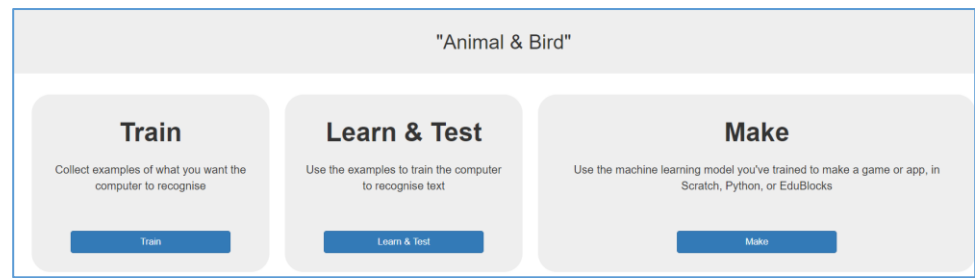 "Animal & Bird"
Train
Collect examples of what you want the
computer to recognise
Train
Learn & Test
Use the examples to train the computer
to recognise text
Learn & Test
Make
Use the machine learning model you've trained to make a game or app, in
Scratch, Python, or EduBlocks
Make